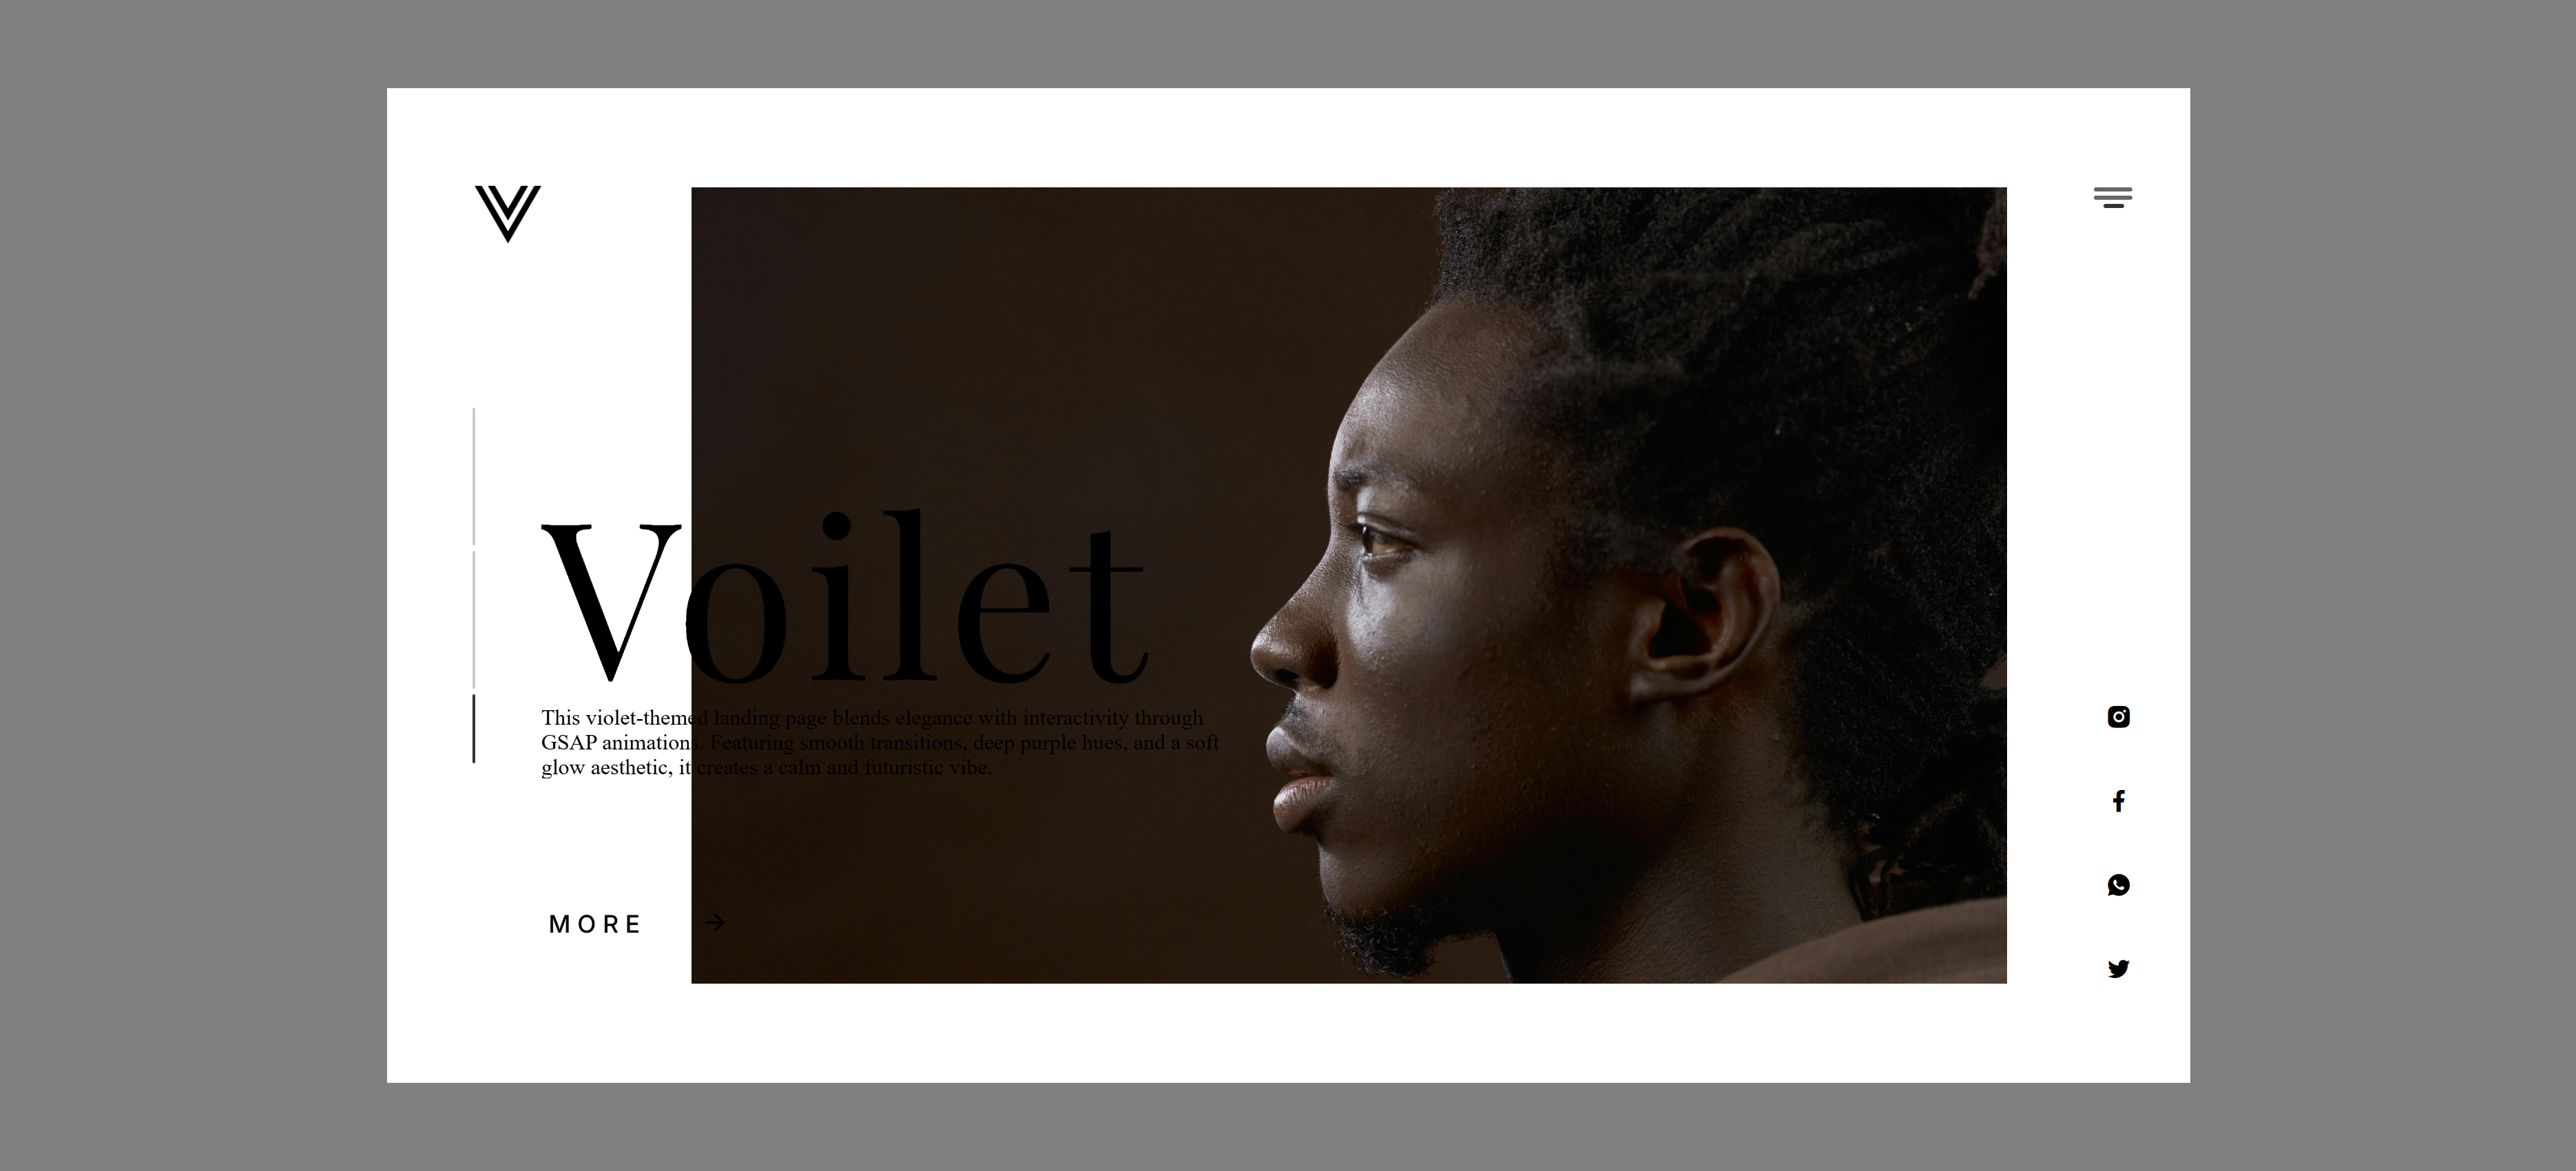 Voilet
This violet-themed landing page blends elegance with interactivity through
GSAP animations. Featuring smooth transitions, deep purple hues, and a soft
glow aesthetic, it creates a calm and futuristic vibe.
MORE